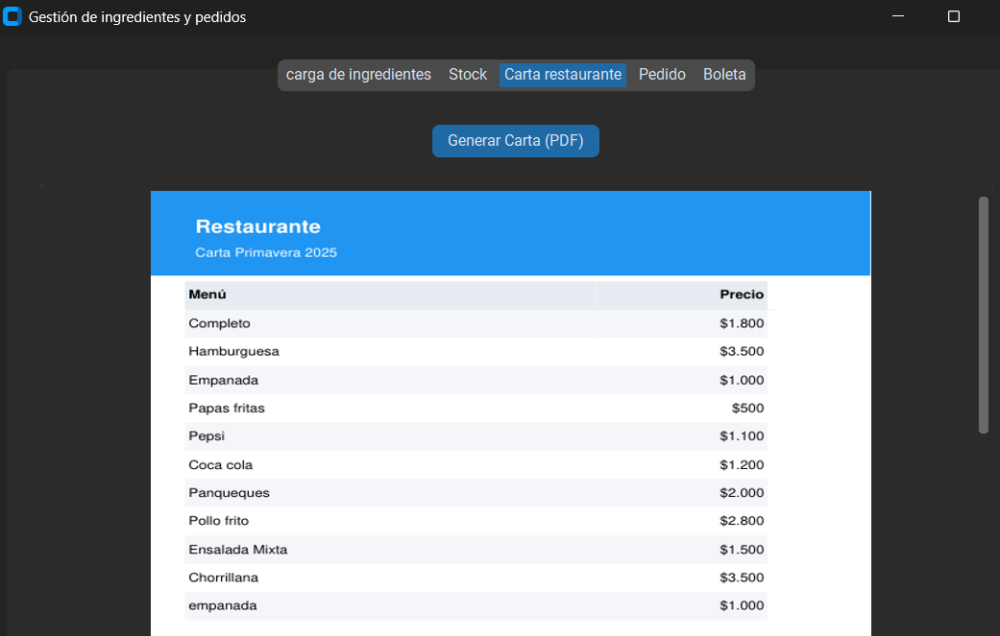 Gestión de ingredientes y pedidos
carga de ingredientes Stock Carta restaurante Pedido Boleta
Generar Carta (PDF)
Restaurante
Carta Primavera 2025
Menú Precio
Completo $1.800
Hamburguesa $3.500
Empanada $1.000
Papas fritas $500
Pepsi $1.100
Coca cola $1.200
Panqueques $2.000
Pollo frito $2.800
Ensalada Mixta $1.500
Chorrillana $3.500
empanada $1.000